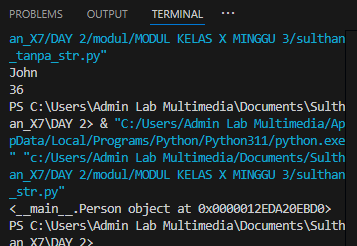 PROBLEMS OUTPUT TERMINAL ...
an_X7/DAY 2/modul/MODUL KELAS X MINGGU 3/sulthan
_tanpa_str.py"
John
36
PS C:\Users\Admin Lab Multimedia\Documents\Sulth
an_X7\DAY 2> & "C:/Users/Admin Lab Multimedia/Ap
pData/Local/Programs/Python/Python311/python.exe
" "c:/Users/Admin Lab Multimedia/Documents/Sulth
an_X7/DAY 2/modul/MODUL KELAS X MINGGU 3/sulthan
_str.py"
<__main__.Person object at 0x0000012EDA20EBD0>
PS C:\Users\Admin Lab Multimedia\Documents\Sulth
an_X7\DAY 2>